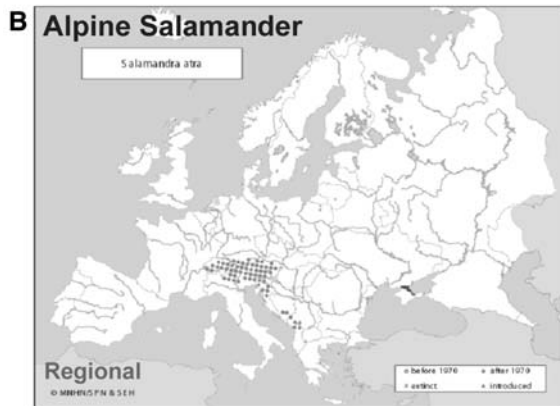 B Alpine Salamander
Salamandra atra
Regional
© MNHN/SPN & SEH
before 1970 after 1970
extinct introduced